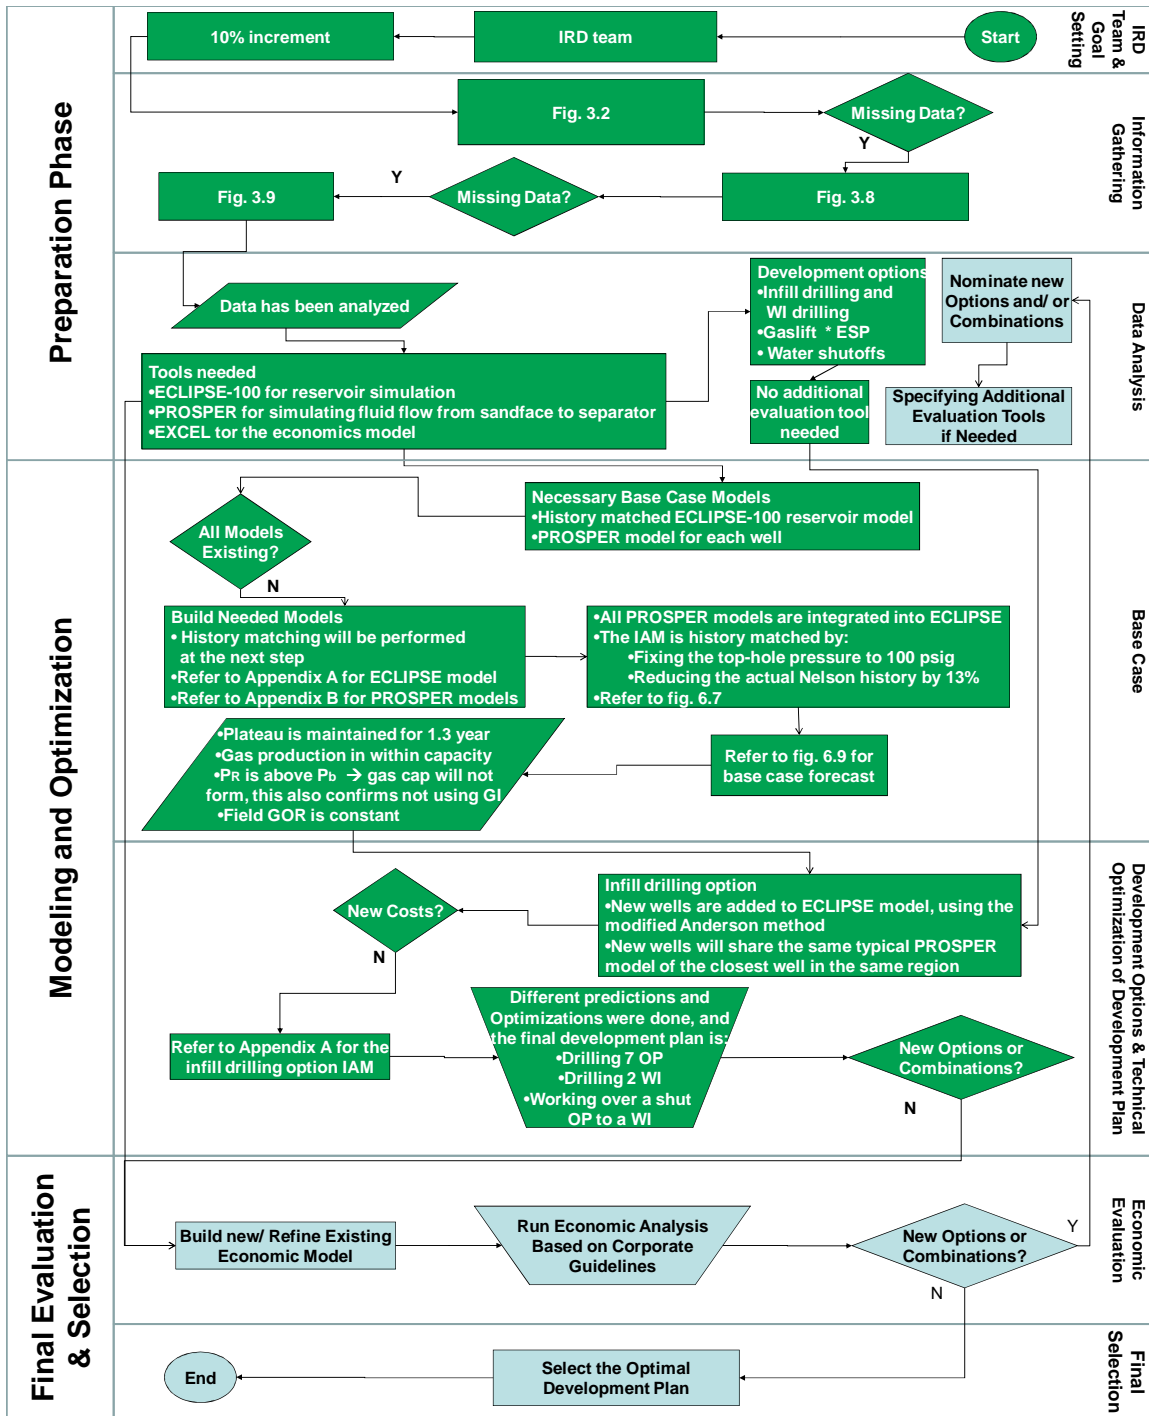 Preparation Phase
IRD
Team &
Goal
Setting
Start
IRD team
10% increment
Information
Gathering
Fig. 3.2
Missing Data?
Y
Fig. 3.8
Missing Data?
Y
Fig. 3.9
Data Analysis
Data has been analyzed
Tools needed
•ECLIPSE-100 for reservoir simulation
•PROSPER for simulating fluid flow from sandface to separator
•EXCEL tor the economics model
Development options
•Infill drilling and
WI drilling
•Gaslift * ESP
• Water shutoffs
No additional
evaluation tool
needed
Nominate new
Options and/ or
Combinations
Specifying Additional
Evaluation Tools
if Needed
Modeling and Optimization
Base Case
Necessary Base Case Models
•History matched ECLIPSE-100 reservoir model
•PROSPER model for each well
All Models
Existing?
N
Build Needed Models
• History matching will be performed
at the next step
•Refer to Appendix A for ECLIPSE model
•Refer to Appendix B for PROSPER models
•All PROSPER models are integrated into ECLIPSE
•The IAM is history matched by:
•Fixing the top-hole pressure to 100 psig
•Reducing the actual Nelson history by 13%
•Refer to fig. 6.7
Refer to fig. 6.9 for
base case forecast
•Plateau is maintained for 1.3 year
•Gas production in within capacity
•PR is above Pb → gas cap will not
form, this also confirms not using GI
•Field GOR is constant
Development Options & Technical
Optimization of Development Plan
Infill drilling option
•New wells are added to ECLIPSE model, using the
modified Anderson method
•New wells will share the same typical PROSPER
model of the closest well in the same region
New Costs?
N
Refer to Appendix A for the
infill drilling option IAM
Different predictions and
Optimizations were done, and
the final development plan is:
•Drilling 7 OP
•Drilling 2 WI
•Working over a shut
OP to a WI
New Options or
Combinations?
N
Final Evaluation
& Selection
Economic
Evaluation
Build new/ Refine Existing
Economic Model
Run Economic Analysis
Based on Corporate
Guidelines
New Options or
Combinations?
Y
N
Final
Selection
Select the Optimal
Development Plan
End